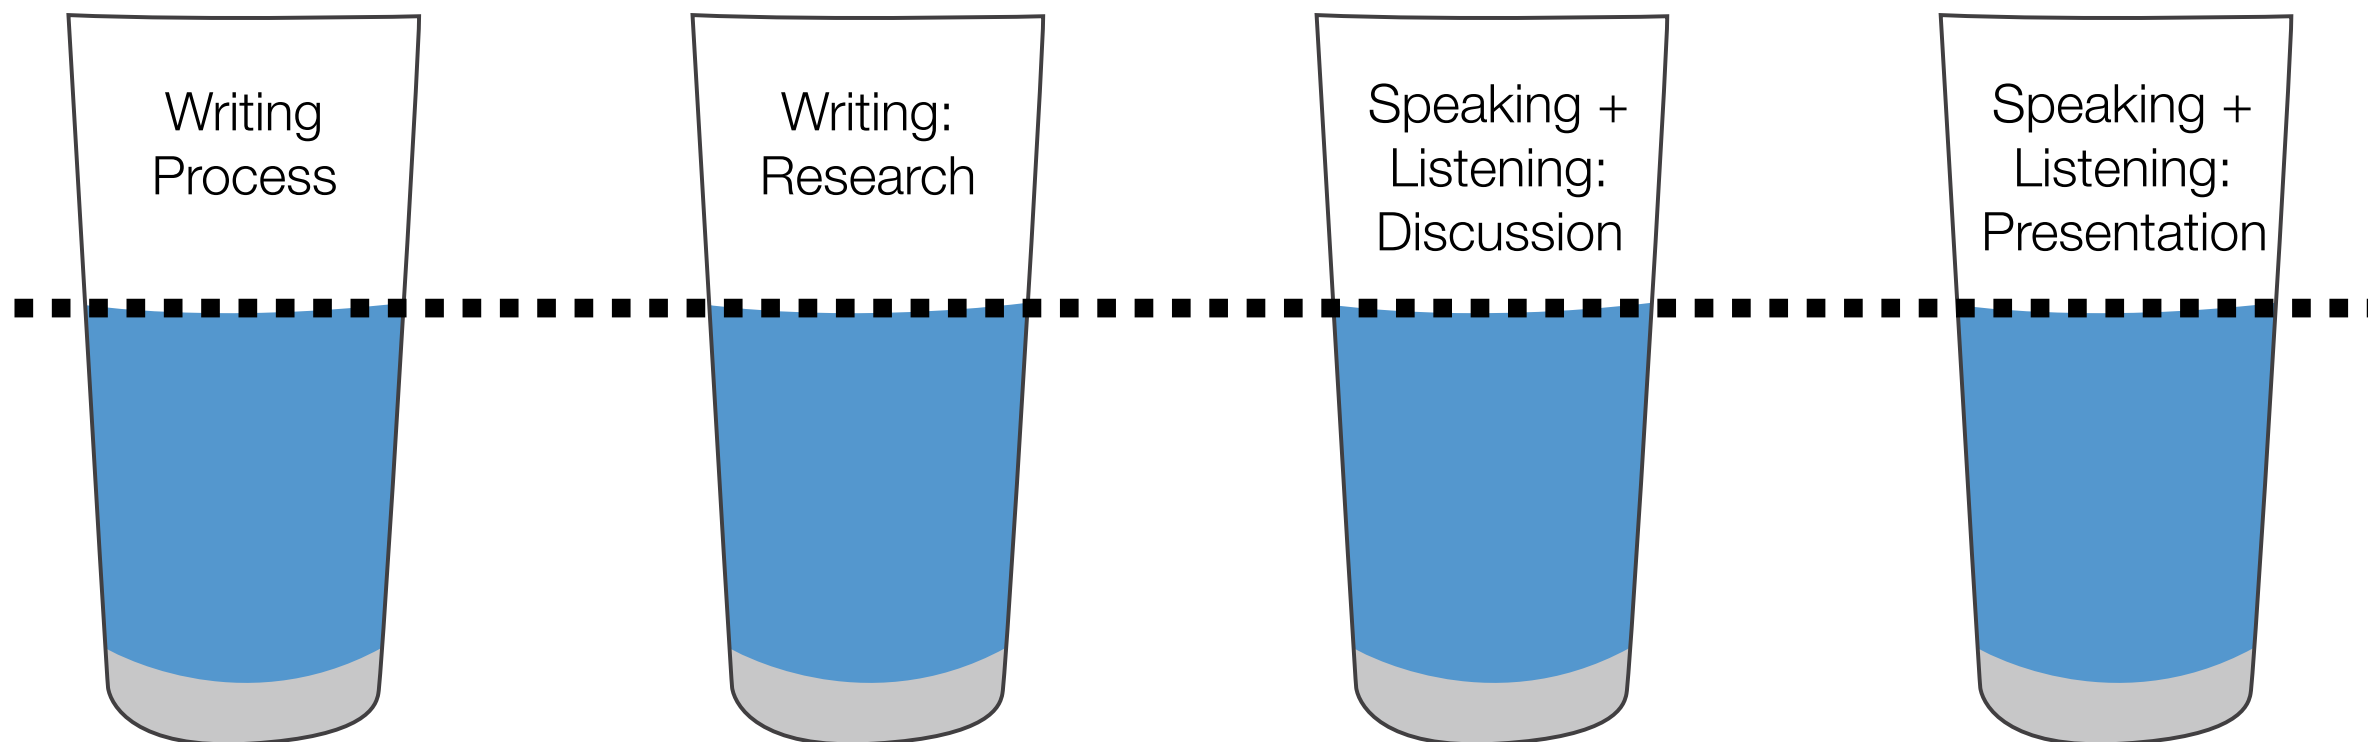 Writing
Process
Writing:
Research
Speaking +
Listening:
Discussion
Speaking +
Listening:
Presentation